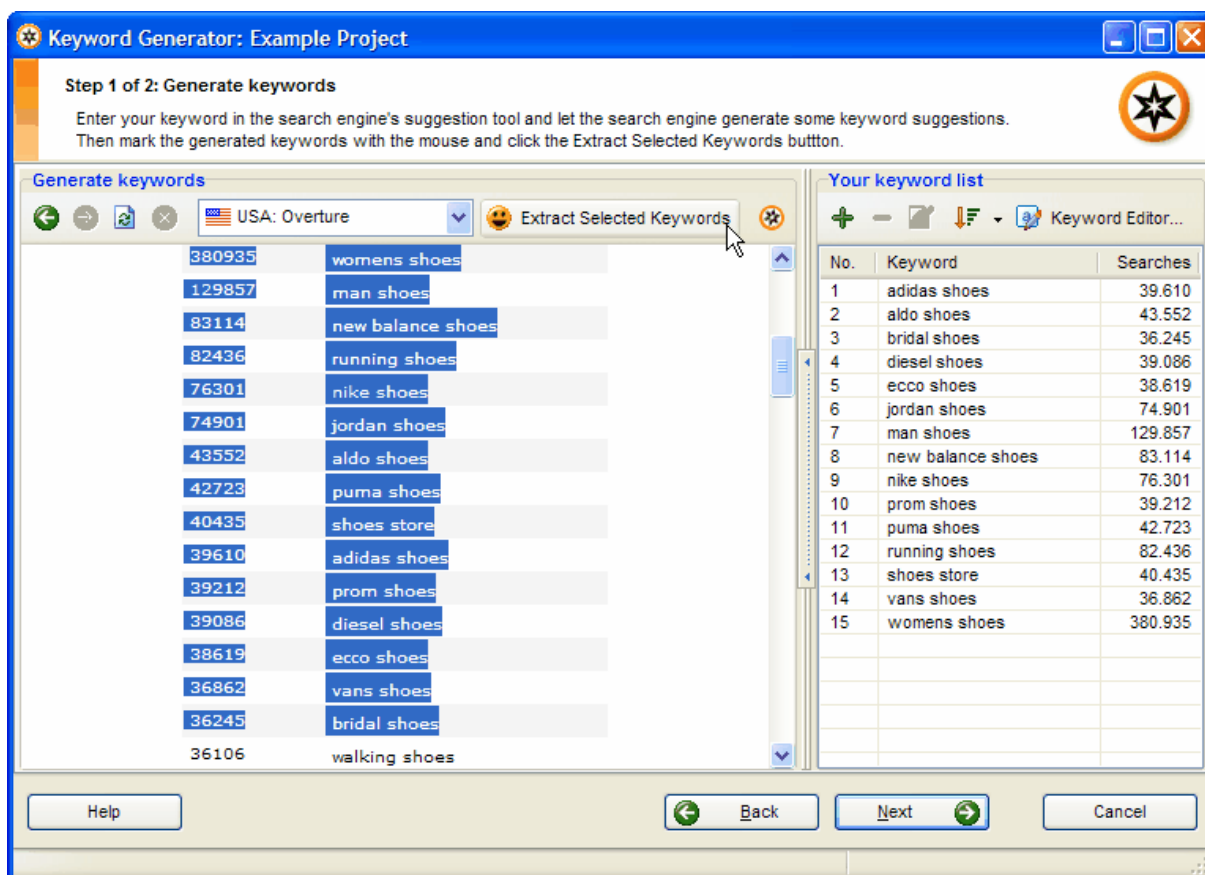 Keyword Generator: Example Project
Step 1 of 2: Generate keywords
Enter your keyword in the search engine's suggestion tool and let the search engine generate some keyword suggestions.
Then mark the generated keywords with the mouse and click the Extract Selected Keywords buttton.
Generate keywords
USA: Overture Extract Selected Keywords
380935 womens shoes
129857 man shoes
83114 new balance shoes
82436 running shoes
76301 nike shoes
74901 jordan shoes
43552 aldo shoes
42723 puma shoes
40435 shoes store
39610 adidas shoes
39212 prom shoes
39086 diesel shoes
38619 ecco shoes
36862 vans shoes
36245 bridal shoes
36106 walking shoes
Your keyword list
Keyword Editor...
No. Keyword Searches
1 adidas shoes 39.610
2 aldo shoes 43.552
3 bridal shoes 36.245
4 diesel shoes 39.086
5 ecco shoes 38.619
6 jordan shoes 74.901
7 man shoes 129.857
8 new balance shoes 83.114
9 nike shoes 76.301
10 prom shoes 39.212
11 puma shoes 42.723
12 running shoes 82.436
13 shoes store 40.435
14 vans shoes 36.862
15 womens shoes 380.935
Help Back Next Cancel